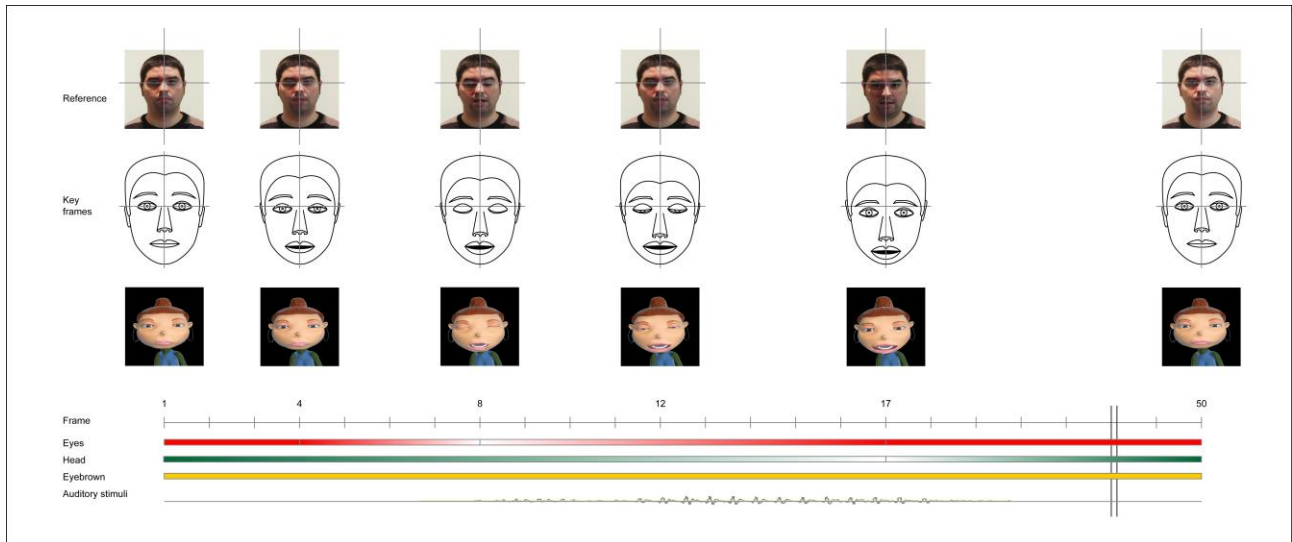 Reference
Key
frames
1 4 8 12 17 50
Frame
Eyes
Head
Eyebrown
Auditory stimuli